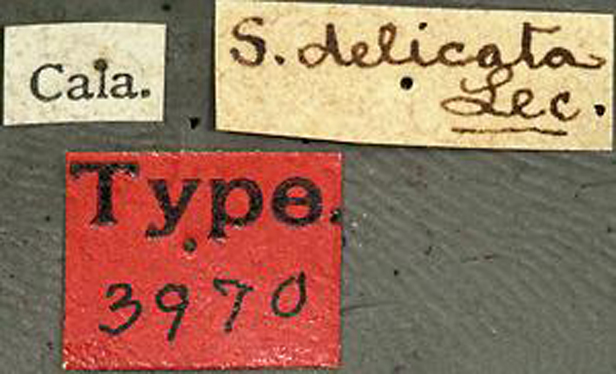 Cala.
S. delicata
Lec.
Type.
3970